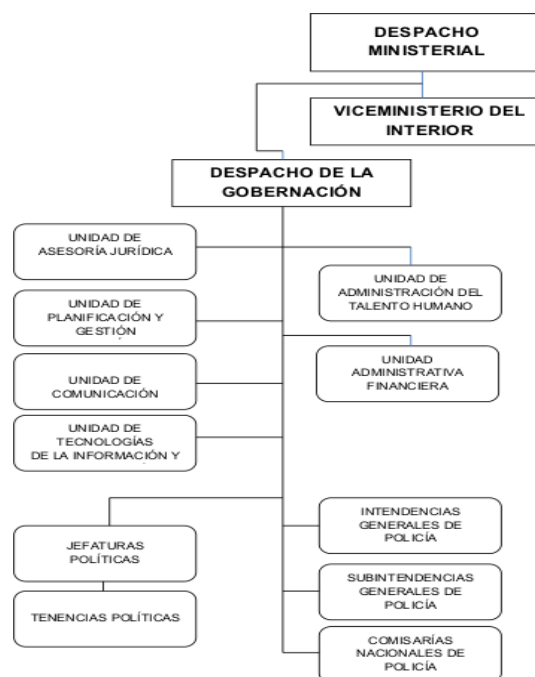 DESPACHO
MINISTERIAL
VICEMINISTERIO DEL
INTERIOR
DESPACHO DE LA
GOBERNACIÓN
UNIDAD DE
ASESORÍA JURÍDICA
UNIDAD DE
ADMINISTRACIÓN DEL
TALENTO HUMANO
UNIDAD DE
PLANIFICACIÓN Y
GESTIÓN
UNIDAD
ADMINISTRATIVA
FINANCIERA
UNIDAD DE
COMUNICACIÓN
UNIDAD DE
TECNOLOGÍAS
DE LA INFORMACIÓN Y
JEFATURAS
POLÍTICAS
TENENCIAS POLÍTICAS
INTENDENCIAS
GENERALES DE
POLICÍA
SUBINTENDENCIAS
GENERALES DE
POLICÍA
COMISARÍAS
NACIONALES DE
POLICÍA